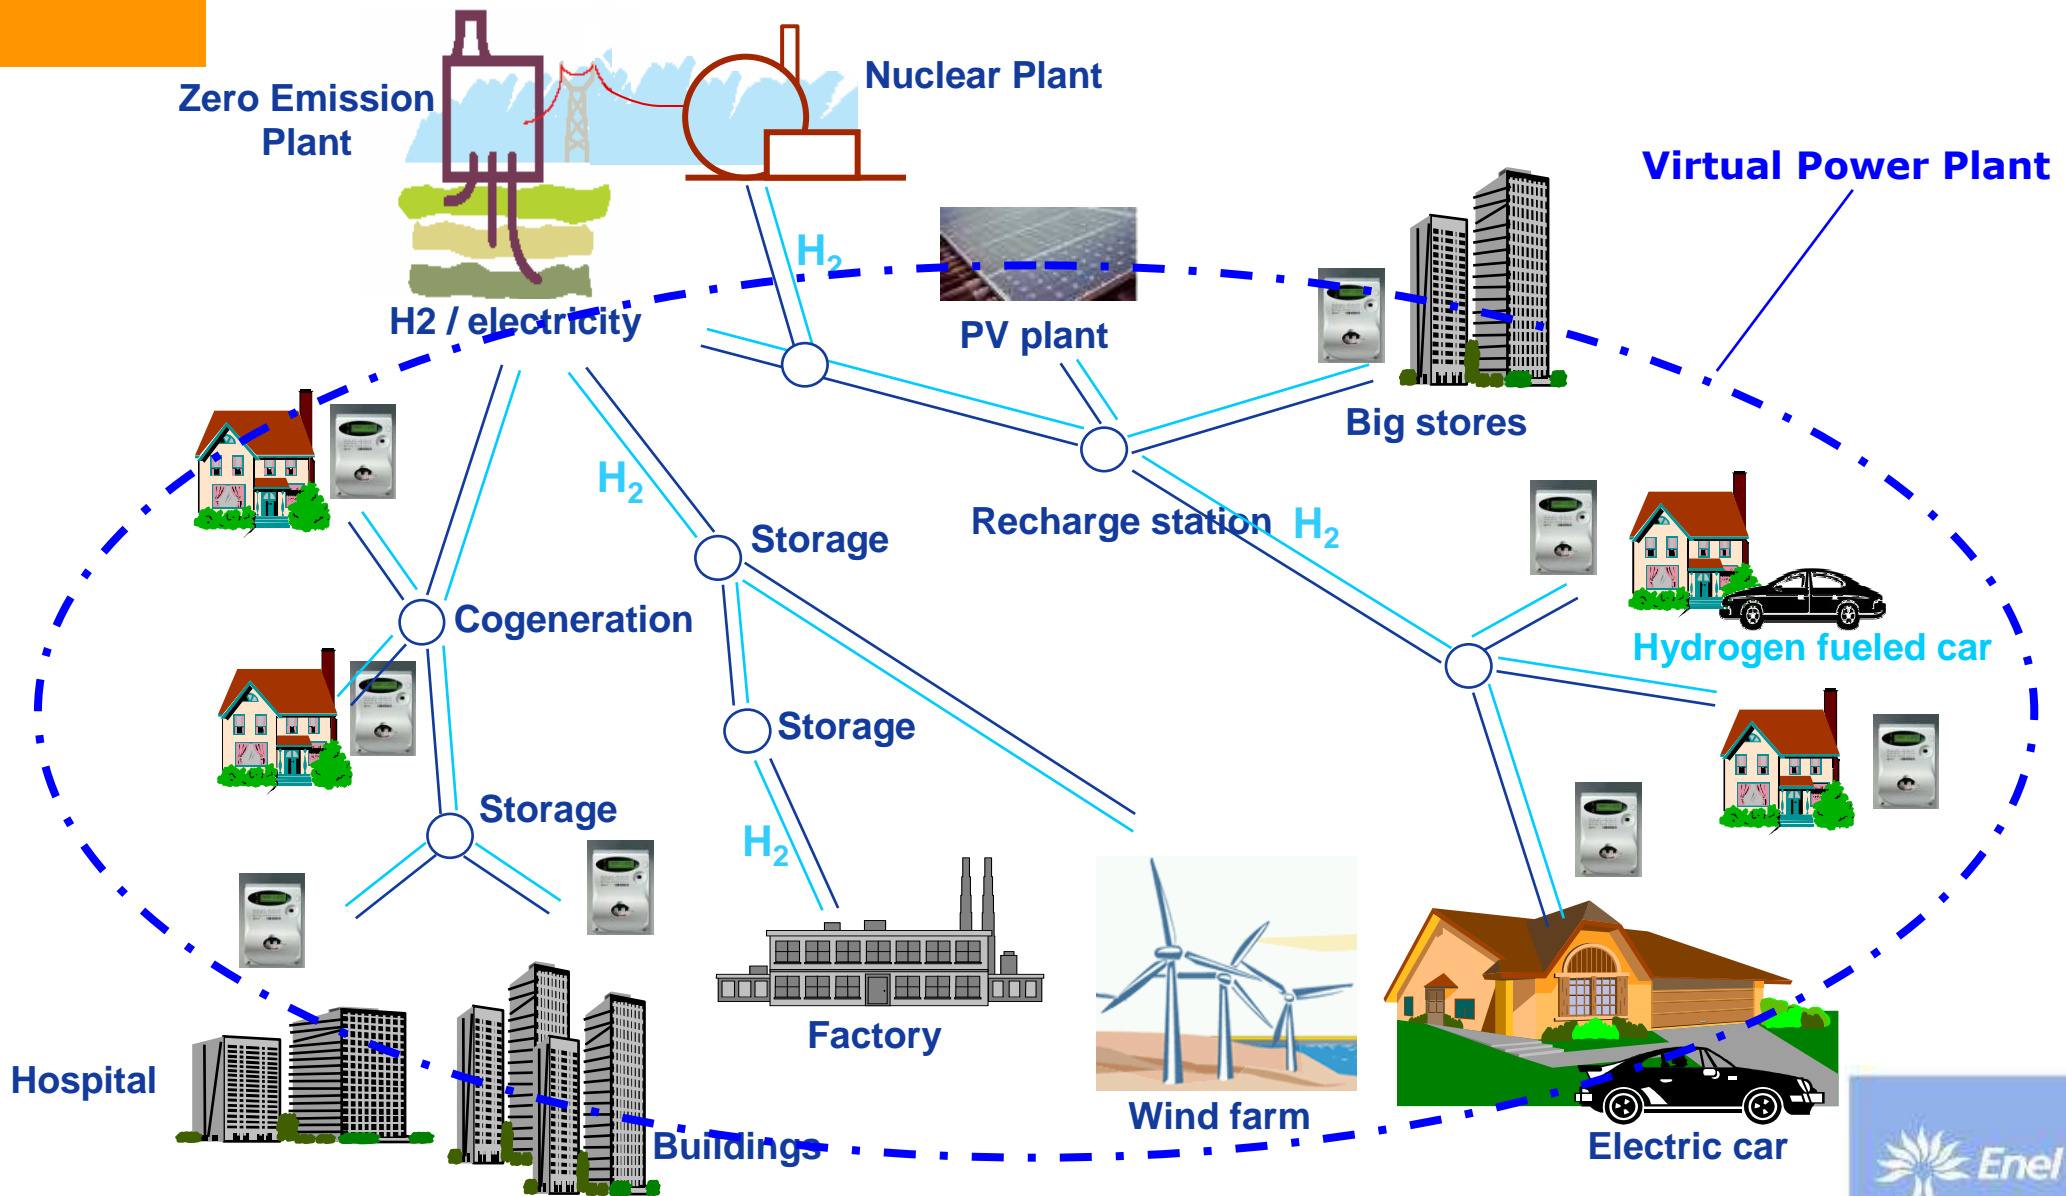 Nuclear Plant
Zero Emission
Plant
Virtual Power Plant
H₂
H2 / electricity
PV plant
Big stores
H₂
Storage
Recharge station
H₂
Cogeneration
Hydrogen fueled car
Storage
Storage
H₂
Factory
Hospital
Wind farm
Buildings
Electric car
Enel